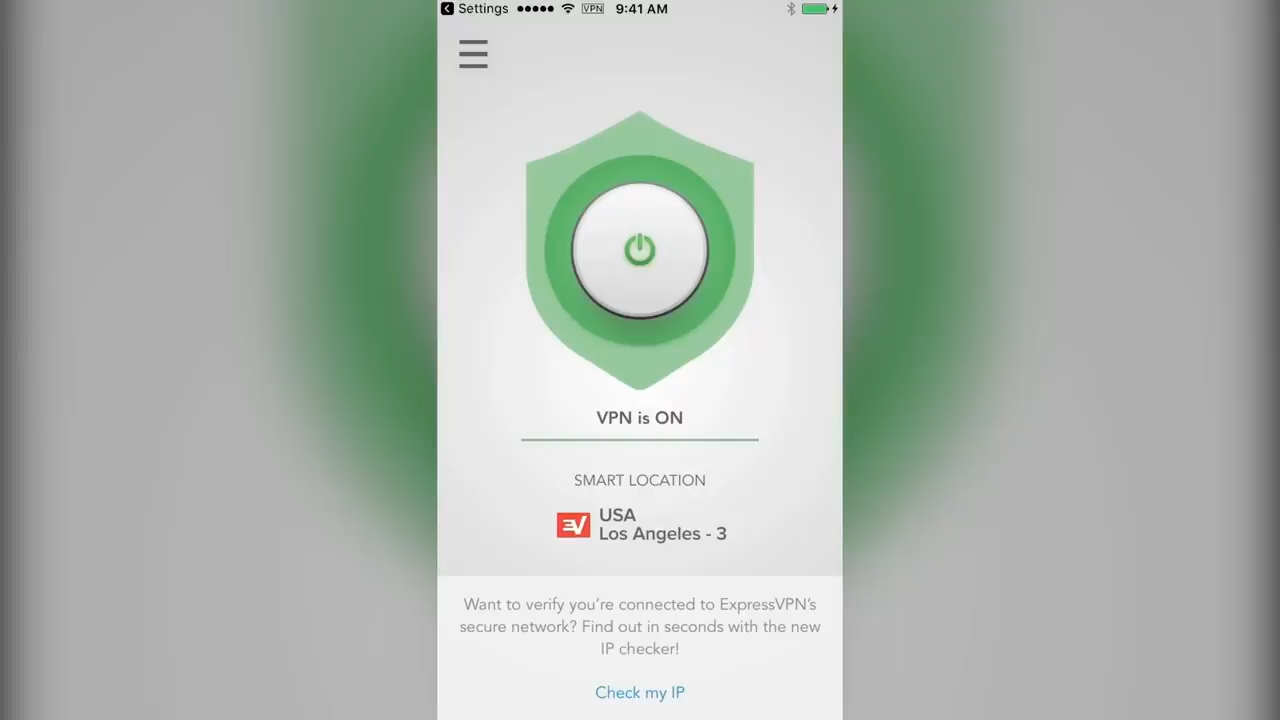 Settings VPN 9:41 AM
VPN is ON
SMART LOCATION
EV USA
Los Angeles - 3
Want to verify you’re connected to ExpressVPN’s
secure network? Find out in seconds with the new
IP checker!
Check my IP